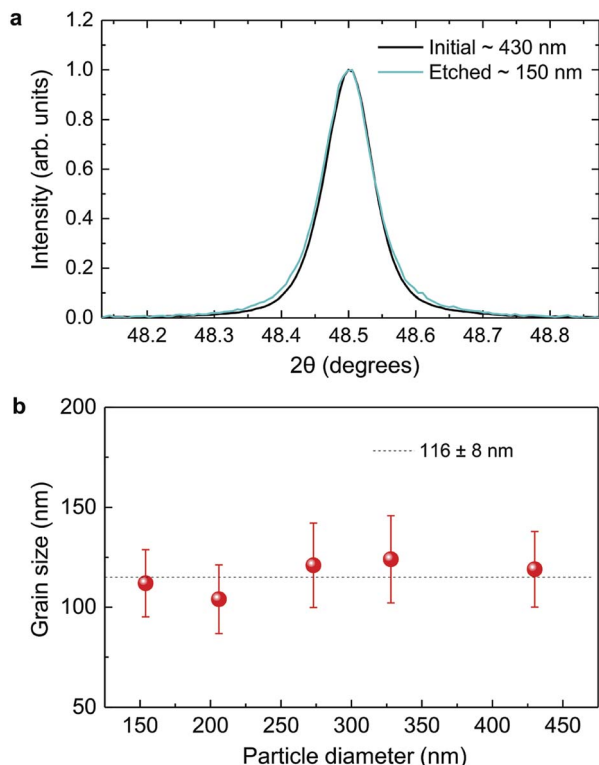 a
1.2
1.0
0.8
0.6
0.4
0.2
0.0
Intensity (arb. units)
Initial ~ 430 nm
Etched ~ 150 nm
48.2 48.3 48.4 48.5 48.6 48.7 48.8
2θ (degrees)
b
200
150
100
50
Grain size (nm)
116 ± 8 nm
150 200 250 300 350 400 450
Particle diameter (nm)